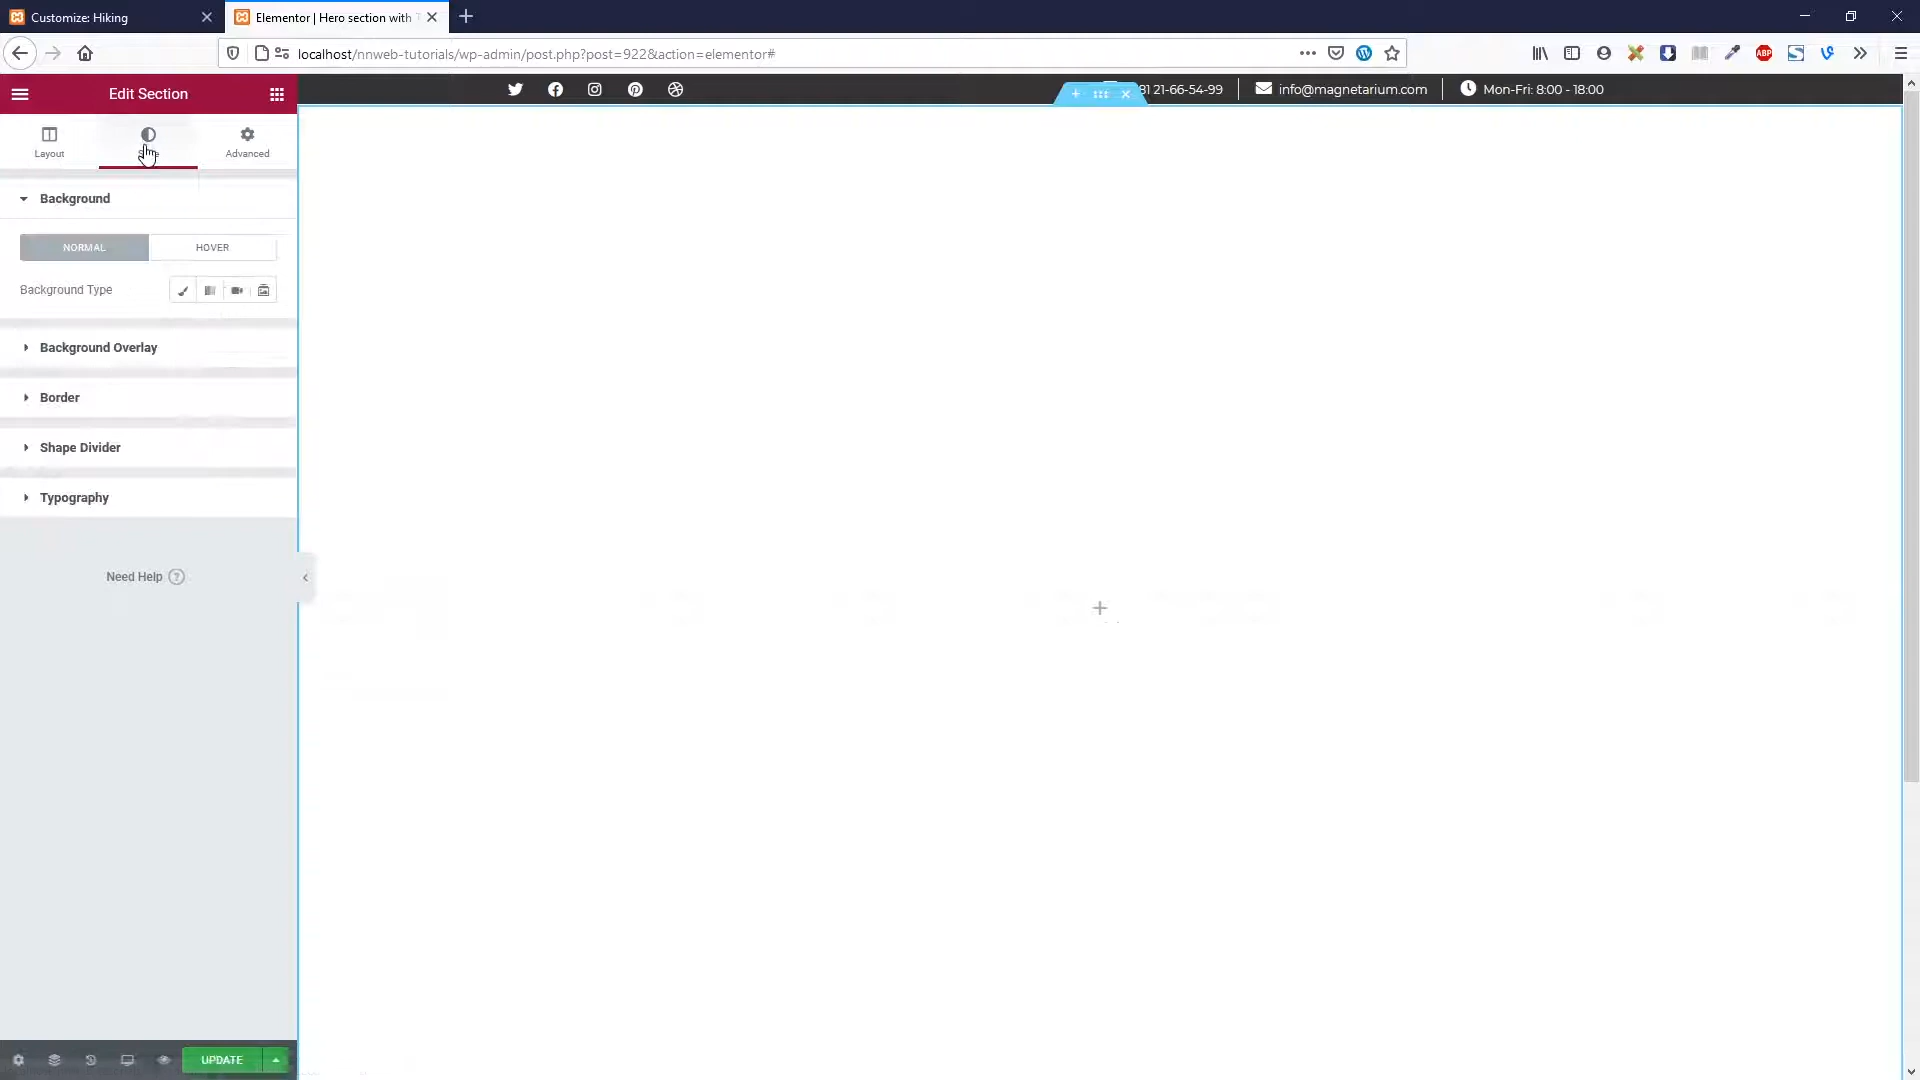 Customize: Hiking
Elementor | Hero section with
localhost/nnweb-tutorials/wp-admin/post.php?post=922&action=elementor#
ABP
Edit Section
21-66-54-99
info@magnetarium.com
Mon-Fri: 8:00 - 18:00
Layout
Advanced
Background
NORMAL
HOVER
Background Type
Background Overlay
Border
Shape Divider
Typography
Need Help ?
UPDATE